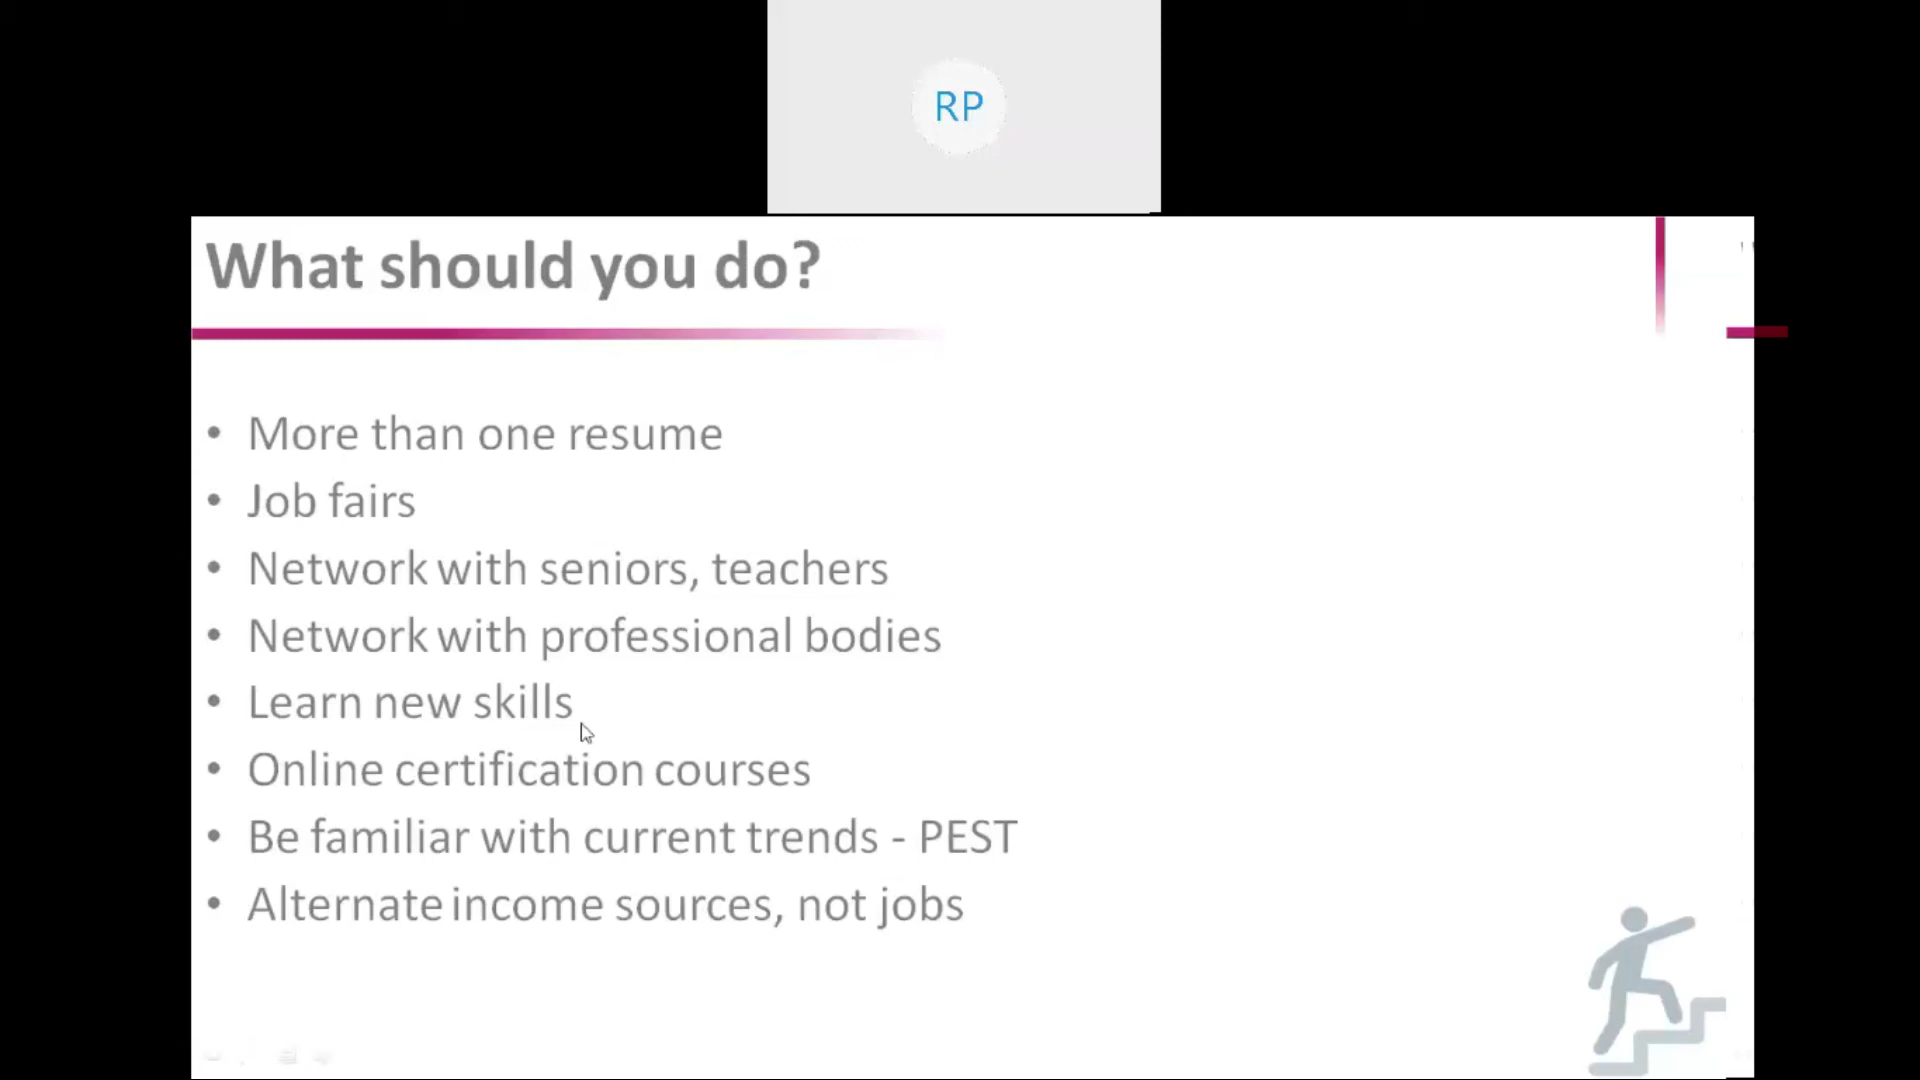 RP
What should you do?
• More than one resume
• Job fairs
• Network with seniors, teachers
• Network with professional bodies
• Learn new skills
• Online certification courses
• Be familiar with current trends - PEST
• Alternate income sources, not jobs